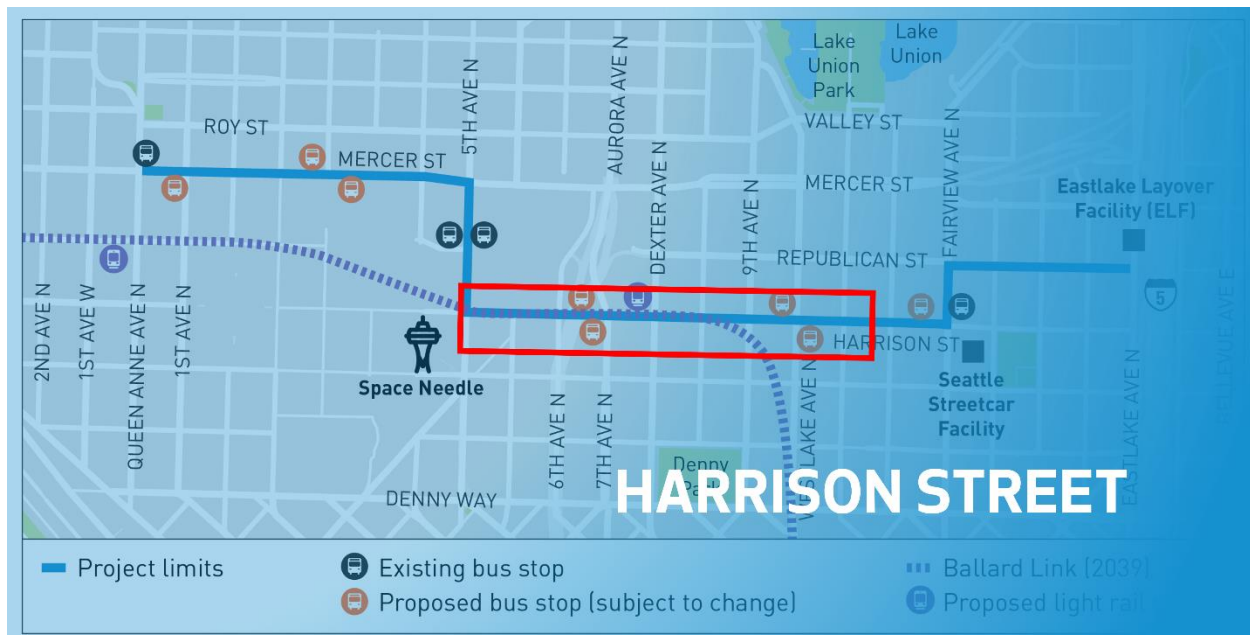 Lake
Union
Park
Lake
Union
ROY ST
MERCER ST
5TH AVE N
AURORA AVE N
DEXTER AVE N
9TH AVE N
VALLEY ST
MERCER ST
FAIRVIEW AVE N
REPUBLICAN ST
Eastlake Layover
Facility (ELF)
5
2ND AVE N
1ST AVE W
QUEEN ANNE AVE N
1ST AVE N
Space Needle
6TH AVE N
7TH AVE N
HARRISON ST
WESTLAKE AVE N
Seattle
Streetcar
Facility
EASTLAKE AVE N
BELLEVUE AVE E
Denny
DENNY WAY
HARRISON STREET
Project limits
Existing bus stop
Proposed bus stop (subject to change)
Ballard Link (2039)
Proposed light rail